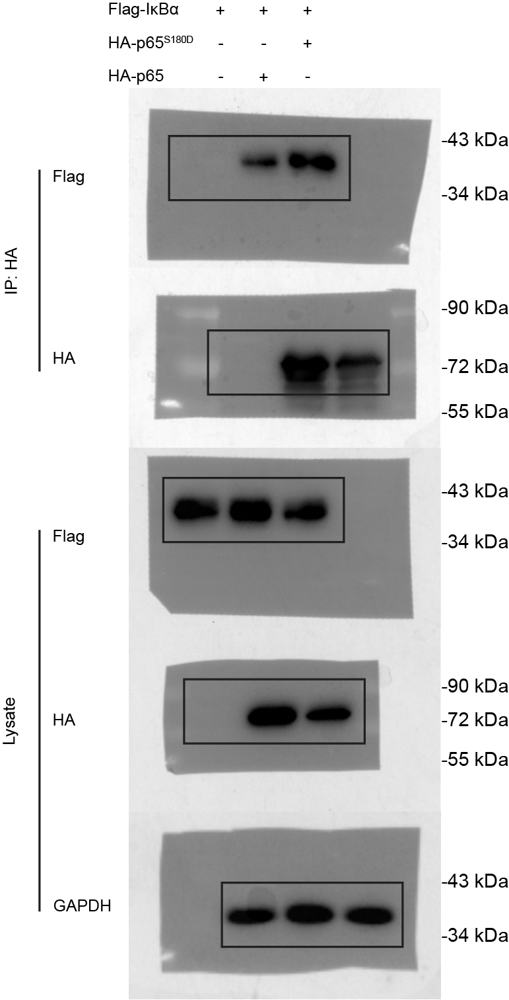 Flag-IκBα + + +
HA-p65S180D - - +
HA-p65 - + -
-43 kDa
Flag
-34 kDa
IP: HA
-90 kDa
HA
-72 kDa
-55 kDa
-43 kDa
Flag
-34 kDa
Lysate
-90 kDa
HA
-72 kDa
-55 kDa
-43 kDa
GAPDH
-34 kDa